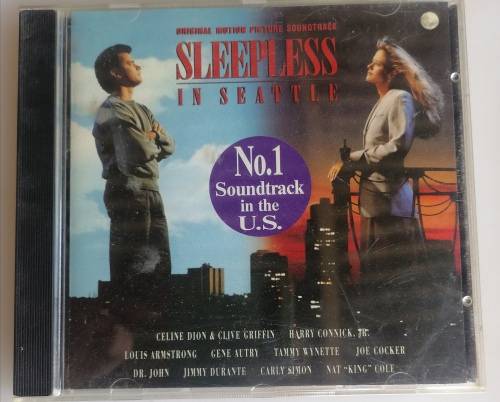 ORIGINAL MOTION PICTURE SOUNDTRACK
SLEEPLESS
IN SEATTLE
No.1
Soundtrack
in the
U.S.
CELINE DION & CLIVE GRIFFIN HARRY CONNICK, JR.
LOUIS ARMSTRONG GENE AUTRY TAMMY WYNETTE JOE COCKER
DR. JOHN JIMMY DURANTE CARLY SIMON NAT "KING" COLE